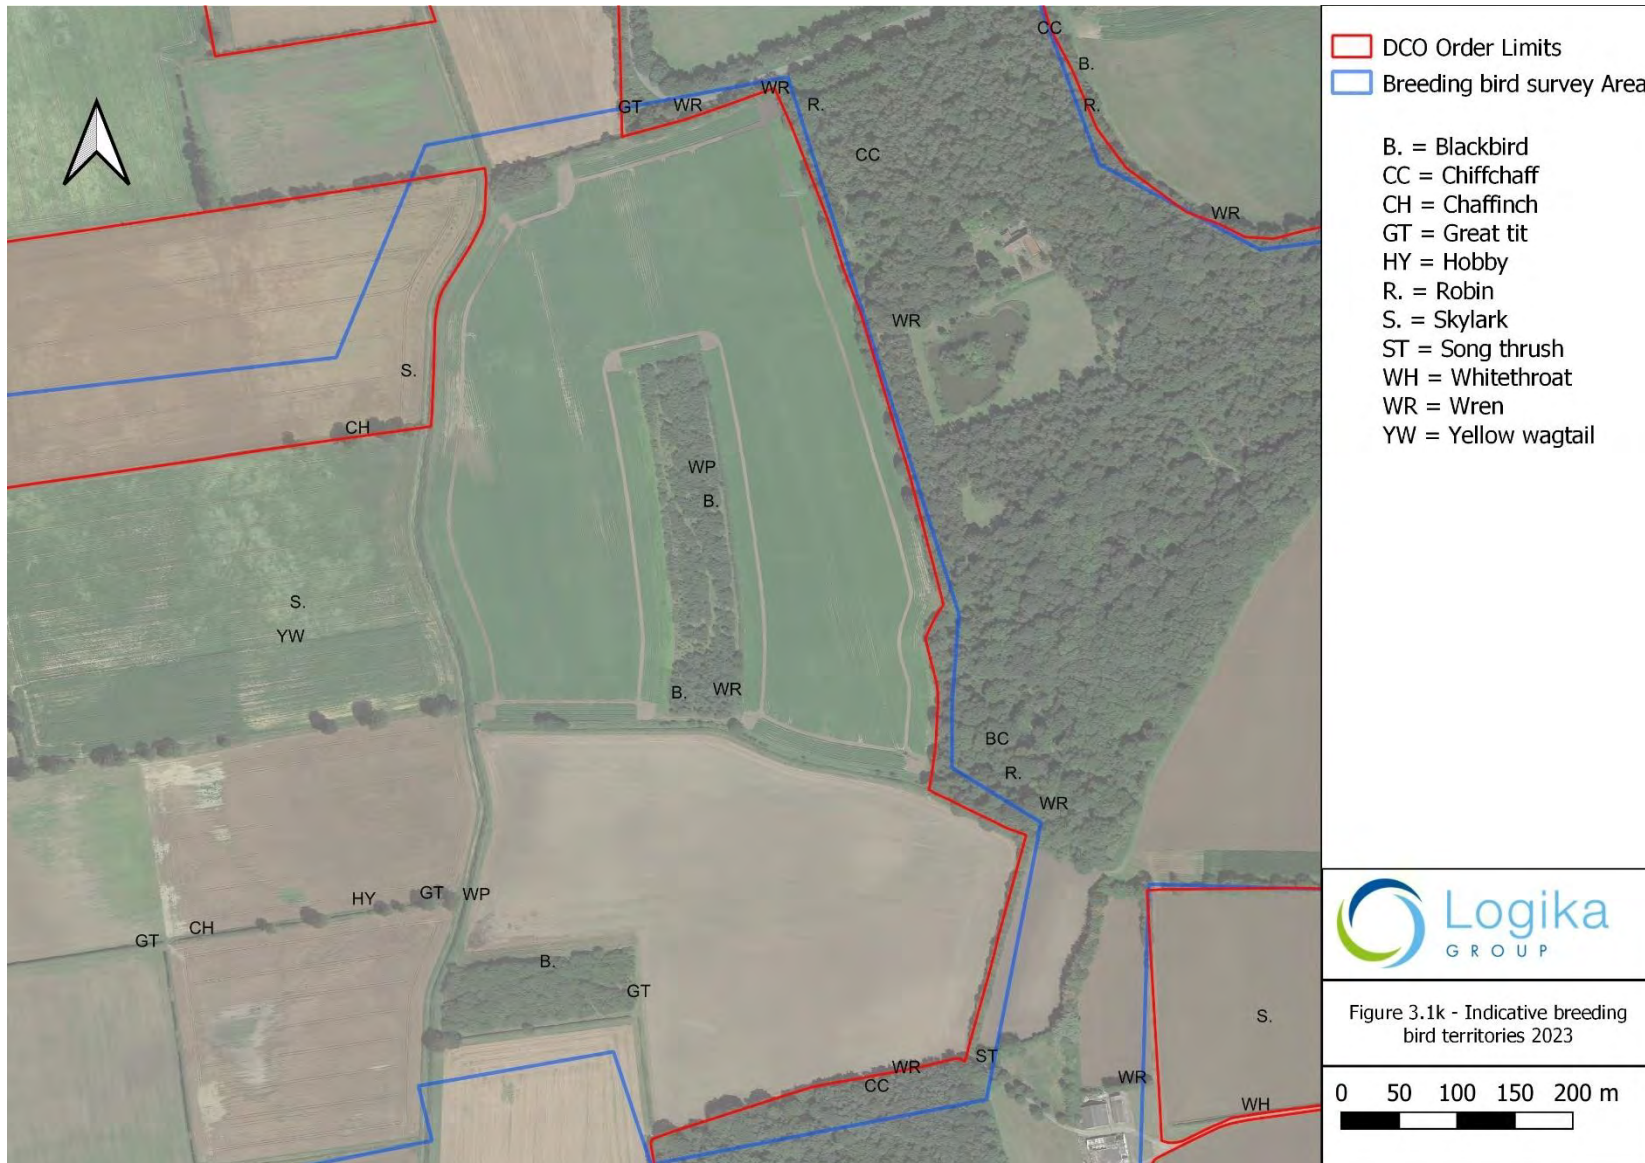 CC
DCO Order Limits
B.
Breeding bird survey Area
GT
WR
WR
R.
R.
CC
B. = Blackbird
CC = Chiffchaff
CH = Chaffinch
GT = Great tit
HY = Hobby
R. = Robin
S. = Skylark
ST = Song thrush
WH = Whitethroat
WR = Wren
YW = Yellow wagtail
WR
WR
S.
CH
WP
B.
S.
YW
B.
WR
BC
R.
WR
HY
GT
WP
CH
GT
B.
GT
Logika
GROUP
Figure 3.1k - Indicative breeding
bird territories 2023
S.
ST
WR
CC
WR
WH
0 50 100 150 200 m